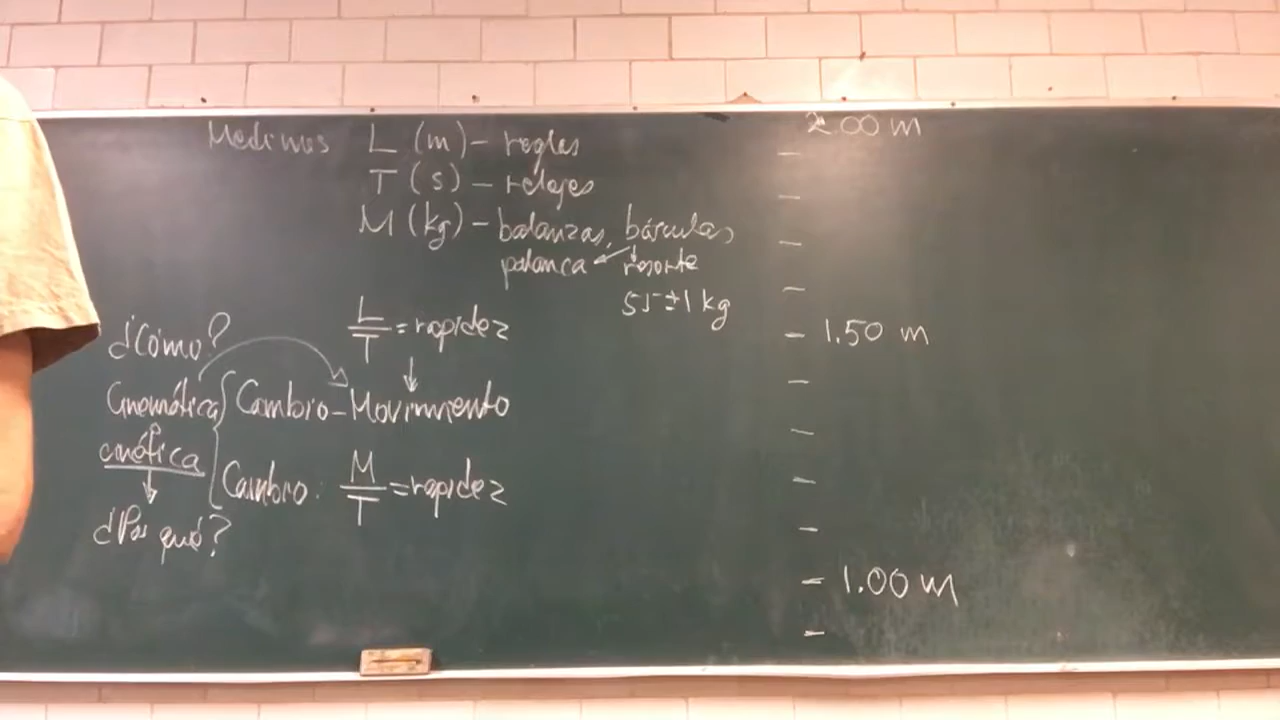 Medimos L (m) – reglas
T (s) – relojes
M (kg) – balanzas, básculas,
palanca ← resorte
55 ± 1 kg
L/T = rapidez
¿Cómo?
Cinemática { Cambio – Movimiento
cinética { Cambio: M/T = rapidez
¿Por qué?
2.00 m
1.50 m
1.00 m